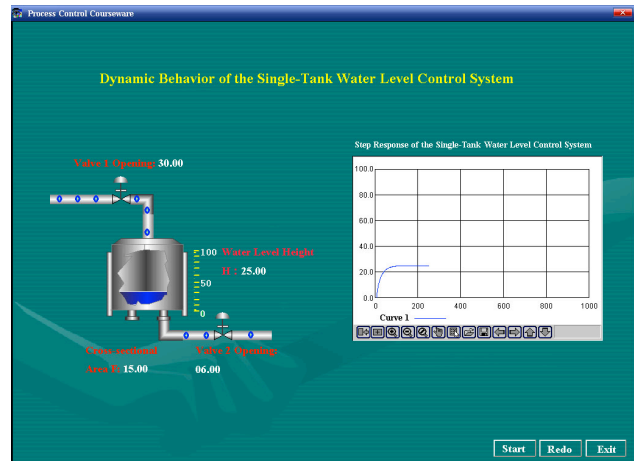 Process Control Courseware
Dynamic Behavior of the Single-Tank Water Level Control System
Valve 1 Opening: 30.00
100 Water Level Height
H : 25.00
50
0
Cross-sectional
Area F: 15.00
Valve 2 Opening:
06.00
Step Response of the Single-Tank Water Level Control System
100.0
80.0
60.0
40.0
20.0
0.0
0 200 400 600 800 1000
Curve 1
Start Redo Exit